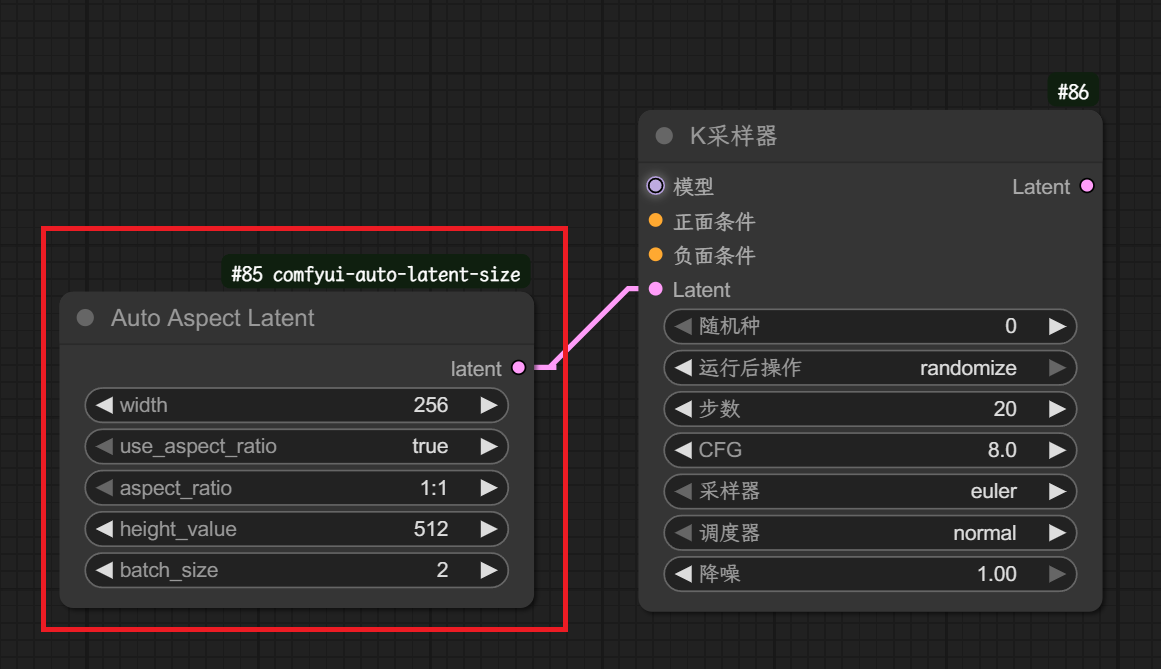 #85 comfyui-auto-latent-size
Auto Aspect Latent
latent
width 256
use_aspect_ratio true
aspect_ratio 1:1
height_value 512
batch_size 2
#86
K采样器
模型 Latent
正面条件
负面条件
Latent
随机种 0
运行后操作 randomize
步数 20
CFG 8.0
采样器 euler
调度器 normal
降噪 1.00